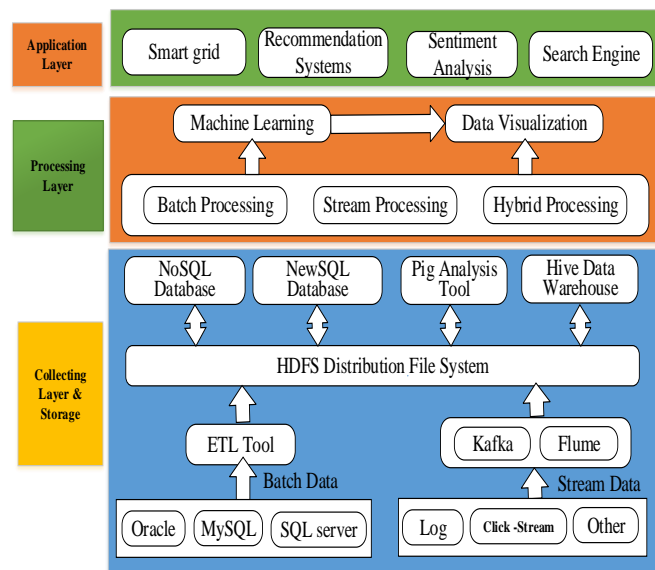 Application
Layer
Smart grid
Recommendation
Systems
Sentiment
Analysis
Search Engine
Processing
Layer
Machine Learning
Data Visualization
Batch Processing
Stream Processing
Hybrid Processing
Collecting
Layer &
Storage
NoSQL
Database
NewSQL
Database
Pig Analysis
Tool
Hive Data
Warehouse
HDFS Distribution File System
ETL Tool
Kafka
Flume
Batch Data
Stream Data
Oracle
MySQL
SQL server
Log
Click -Stream
Other